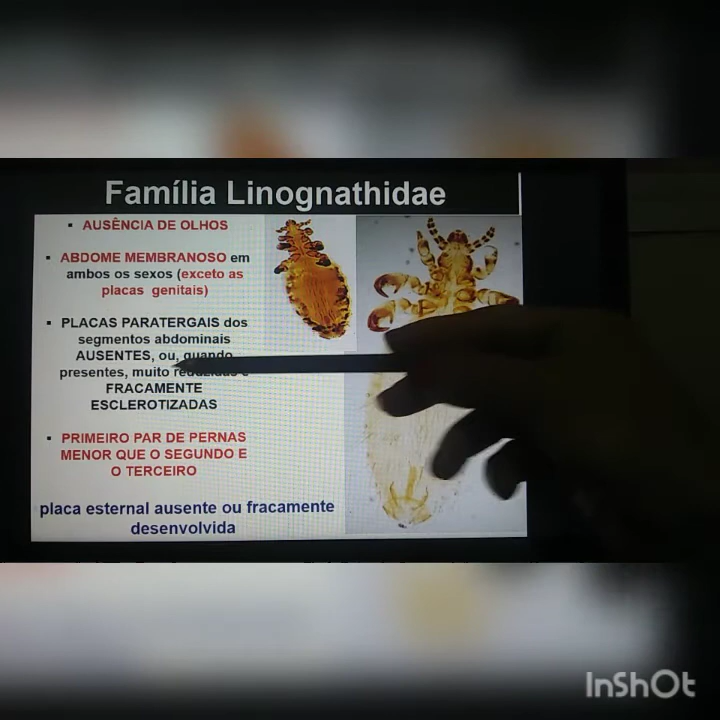 Família Linognathidae
▪ AUSÊNCIA DE OLHOS
▪ ABDOME MEMBRANOSO em
ambos os sexos (exceto as
placas genitais)
▪ PLACAS PARATERGAIS dos
segmentos abdominais
AUSENTES, ou, quando
presentes, muito reduzidas e
FRACAMENTE
ESCLEROTIZADAS
▪ PRIMEIRO PAR DE PERNAS
MENOR QUE O SEGUNDO E
O TERCEIRO
placa esternal ausente ou fracamente
desenvolvida
InShOt